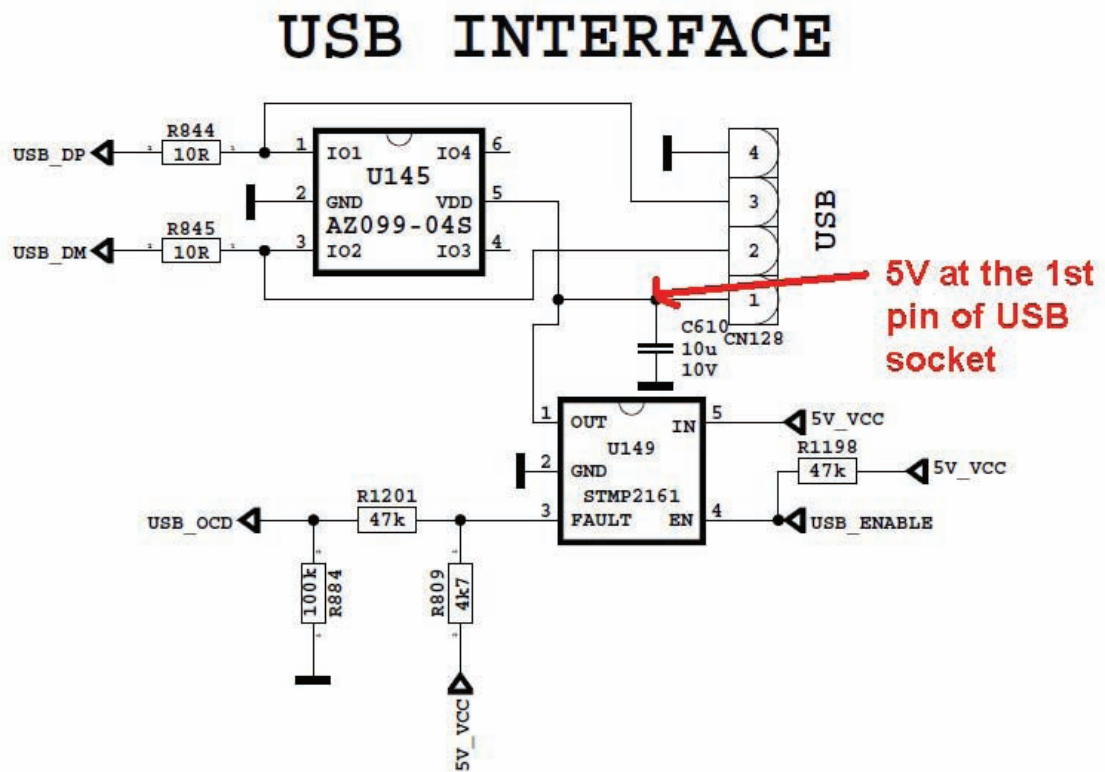 USB INTERFACE
R844
USB_DP
10R
1
IO1
IO4
6
U145
2
GND
VDD
5
AZ099-04S
R845
USB_DM
10R
3
IO2
IO3
4
4
3
2
1
USB
CN128
5V at the 1st
pin of USB
socket
C610
10u
10V
1
OUT
IN
5
5V_VCC
U149
R1198
47k
5V_VCC
2
GND
STMP2161
R1201
USB_OCD
47k
3
FAULT
EN
4
USB_ENABLE
100k
R884
R809
4k7
5V_VCC